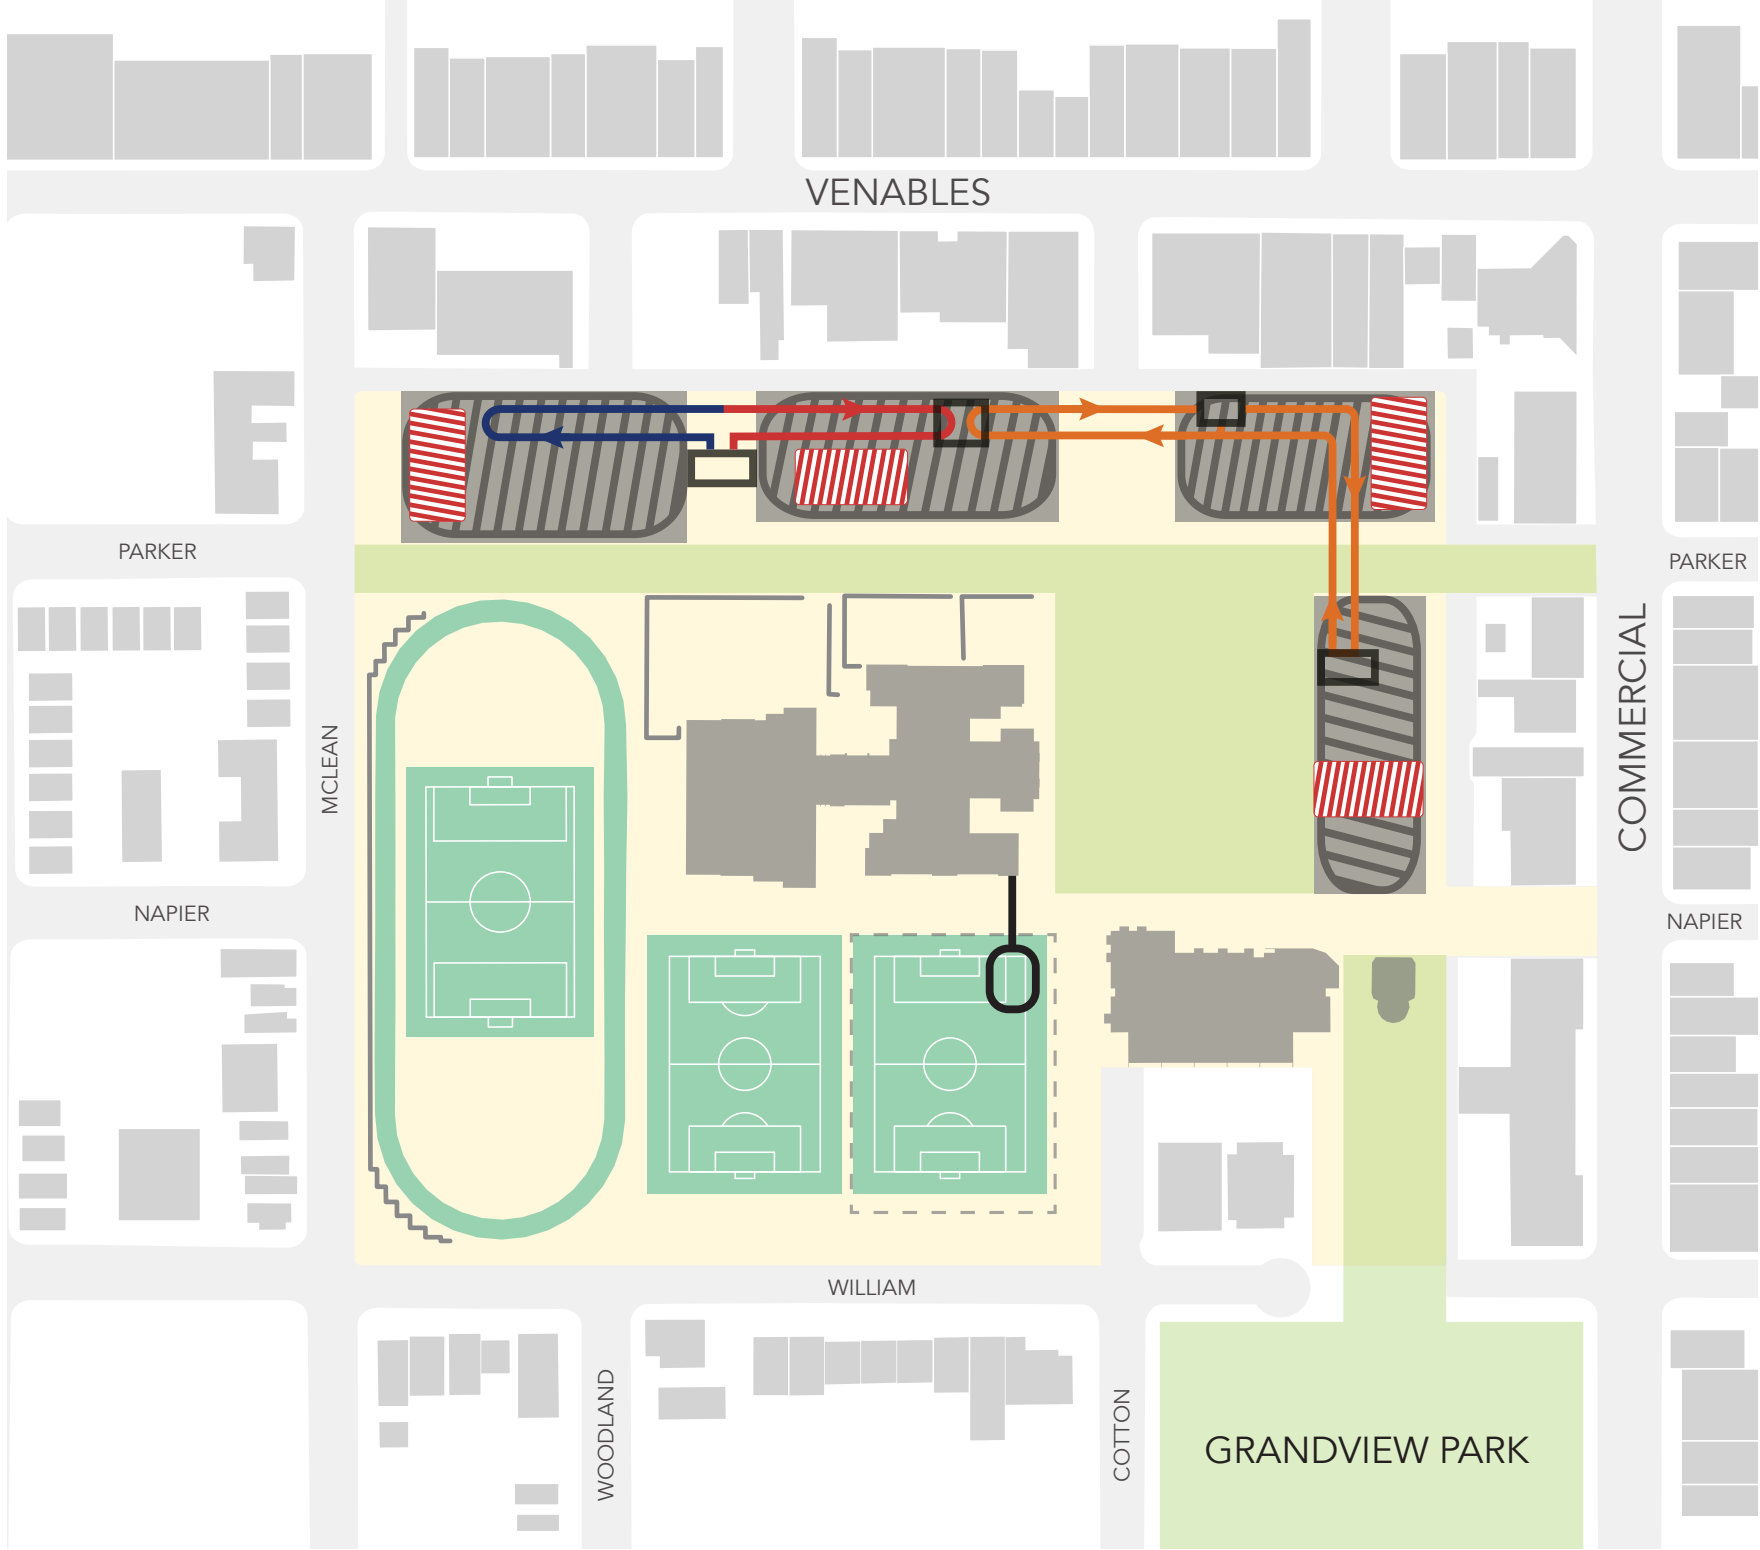 VENABLES
PARKER
PARKER
COMMERCIAL
MCLEAN
NAPIER
NAPIER
WILLIAM
WOODLAND
COTTON
GRANDVIEW PARK